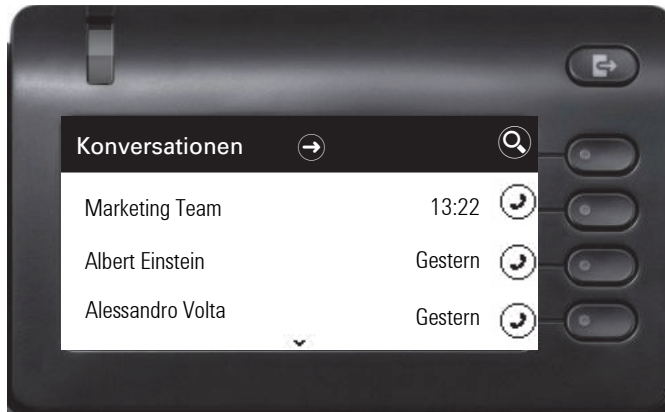 Konversationen
Marketing Team 13:22
Albert Einstein Gestern
Alessandro Volta Gestern